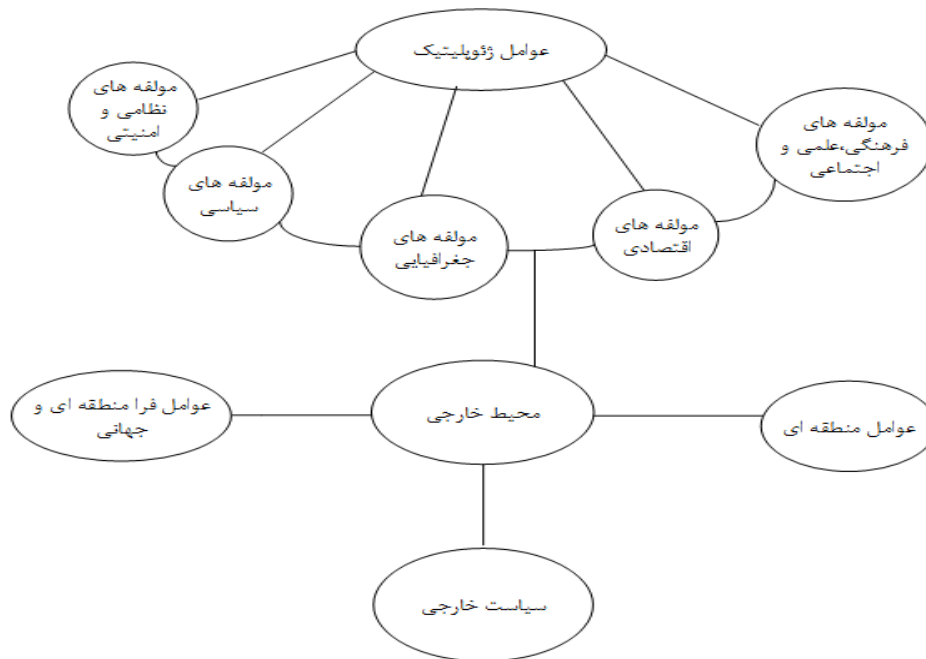 عوامل ژئوپلیتیک
مولفه های
فرهنگی،علمی و
اجتماعی
مولفه های
اقتصادی
مولفه های
جغرافیایی
مولفه های
سیاسی
مولفه های
نظامی و
امنیتی
عوامل منطقه ای
محیط خارجی
عوامل فرا منطقه ای و
جهانی
سیاست خارجی